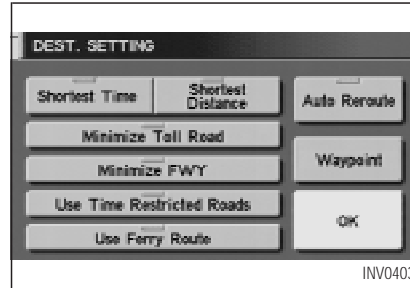 DEST. SETTING
Shortest Time
Shortest
Distance
Auto Reroute
Minimize Toll Road
Minimize FWY
Waypoint
Use Time Restricted Roads
Use Ferry Route
OK
INV0403